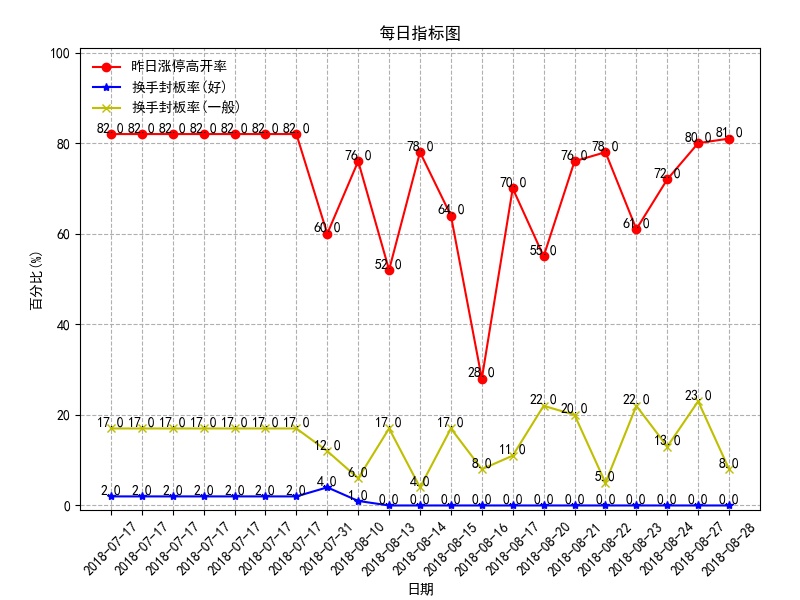 每日指标图
100
80
60
40
20
0
百分比(%)
昨日涨停高开率
换手封板率(好)
换手封板率(一般)
82.0 82.0 82.0 82.0 82.0 82.0 82.0 60.0 76.0 52.0 78.0 64.0 28.0 70.0 55.0 76.0 78.0 61.0 72.0 80.0 81.0
17.0 17.0 17.0 17.0 17.0 17.0 17.0 12.0 6.0 17.0 4.0 17.0 8.0 11.0 22.0 20.0 5.0 22.0 13.0 23.0 8.0
2.0 2.0 2.0 2.0 2.0 2.0 2.0 4.0 1.0 0.0 0.0 0.0 0.0 0.0 0.0 0.0 0.0 0.0 0.0 0.0 0.0
2018-07-17 2018-07-17 2018-07-17 2018-07-17 2018-07-17 2018-07-17 2018-07-17 2018-07-31 2018-08-10 2018-08-13 2018-08-14 2018-08-15 2018-08-16 2018-08-17 2018-08-20 2018-08-21 2018-08-22 2018-08-23 2018-08-24 2018-08-27 2018-08-28
日期